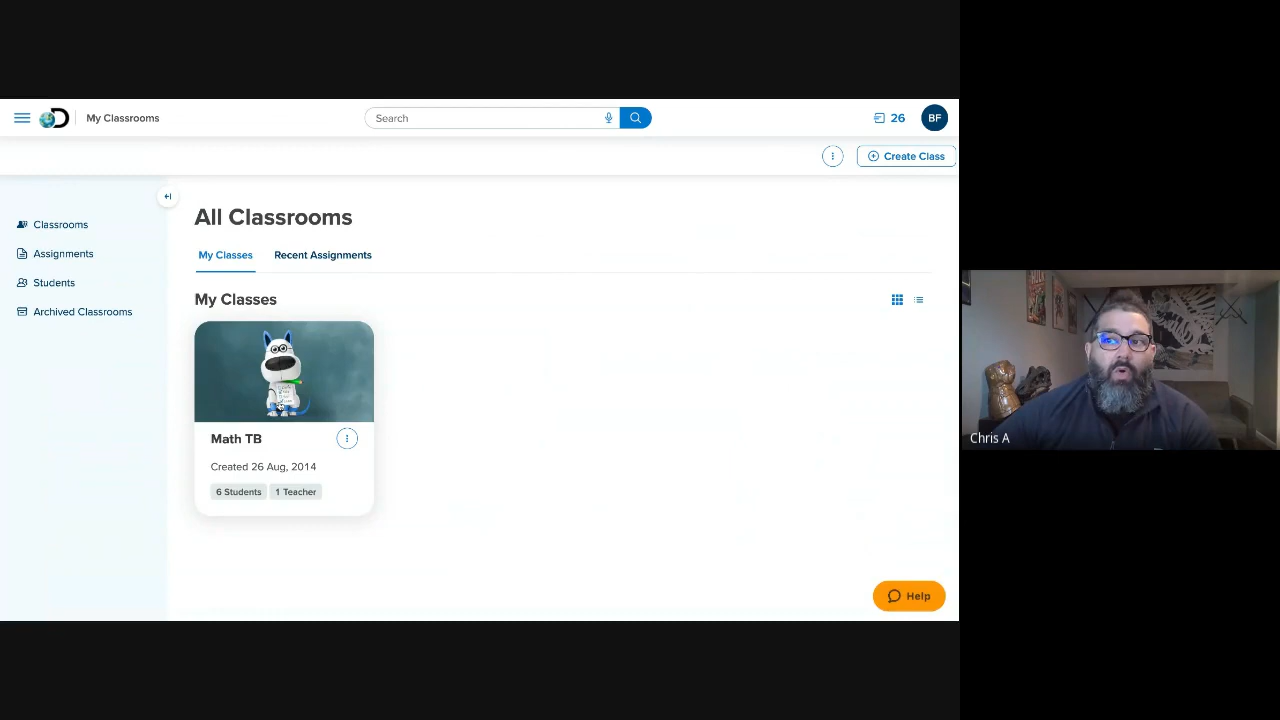 My Classrooms
Search
26
BF
Create Class
Classrooms
Assignments
Students
Archived Classrooms
All Classrooms
My Classes
Recent Assignments
My Classes
Math TB
Created 26 Aug, 2014
6 Students
1 Teacher
Help
Chris A